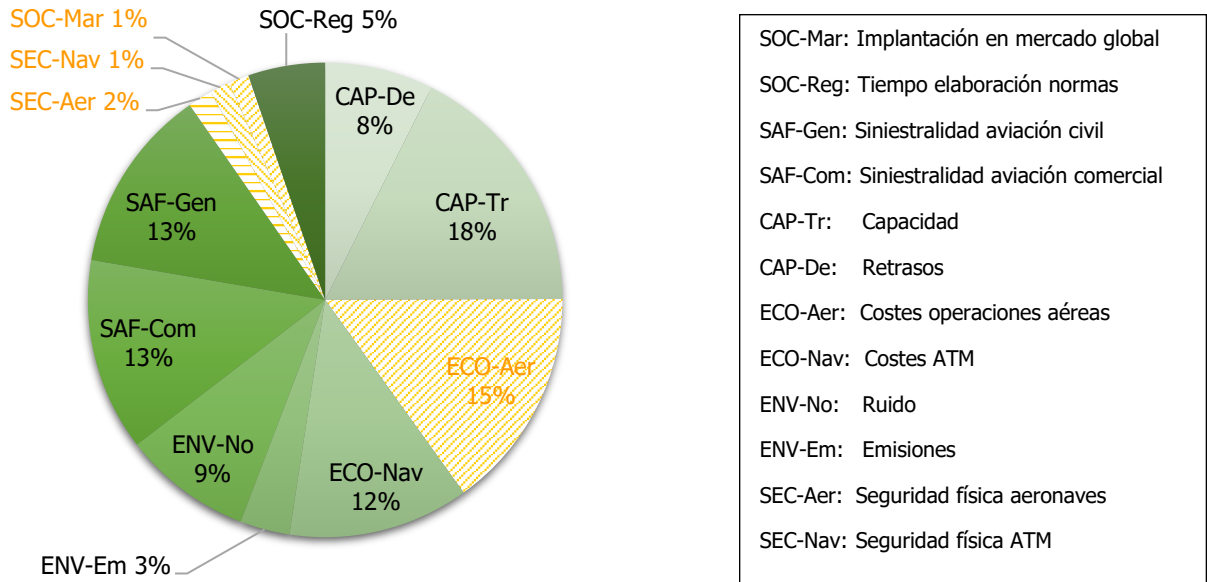 SOC-Mar 1%
SEC-Nav 1%
SEC-Aer 2%
SOC-Reg 5%
CAP-De
8%
CAP-Tr
18%
ECO-Aer
15%
ECO-Nav
12%
ENV-Em 3%
ENV-No
9%
SAF-Com
13%
SAF-Gen
13%
SOC-Mar: Implantación en mercado global
SOC-Reg: Tiempo elaboración normas
SAF-Gen: Siniestralidad aviación civil
SAF-Com: Siniestralidad aviación comercial
CAP-Tr: Capacidad
CAP-De: Retrasos
ECO-Aer: Costes operaciones aéreas
ECO-Nav: Costes ATM
ENV-No: Ruido
ENV-Em: Emisiones
SEC-Aer: Seguridad física aeronaves
SEC-Nav: Seguridad física ATM